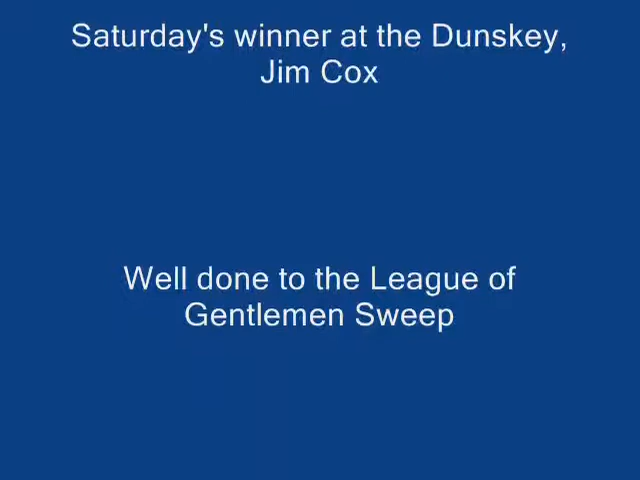 Saturday's winner at the Dunskey,
Jim Cox
Well done to the League of
Gentlemen Sweep